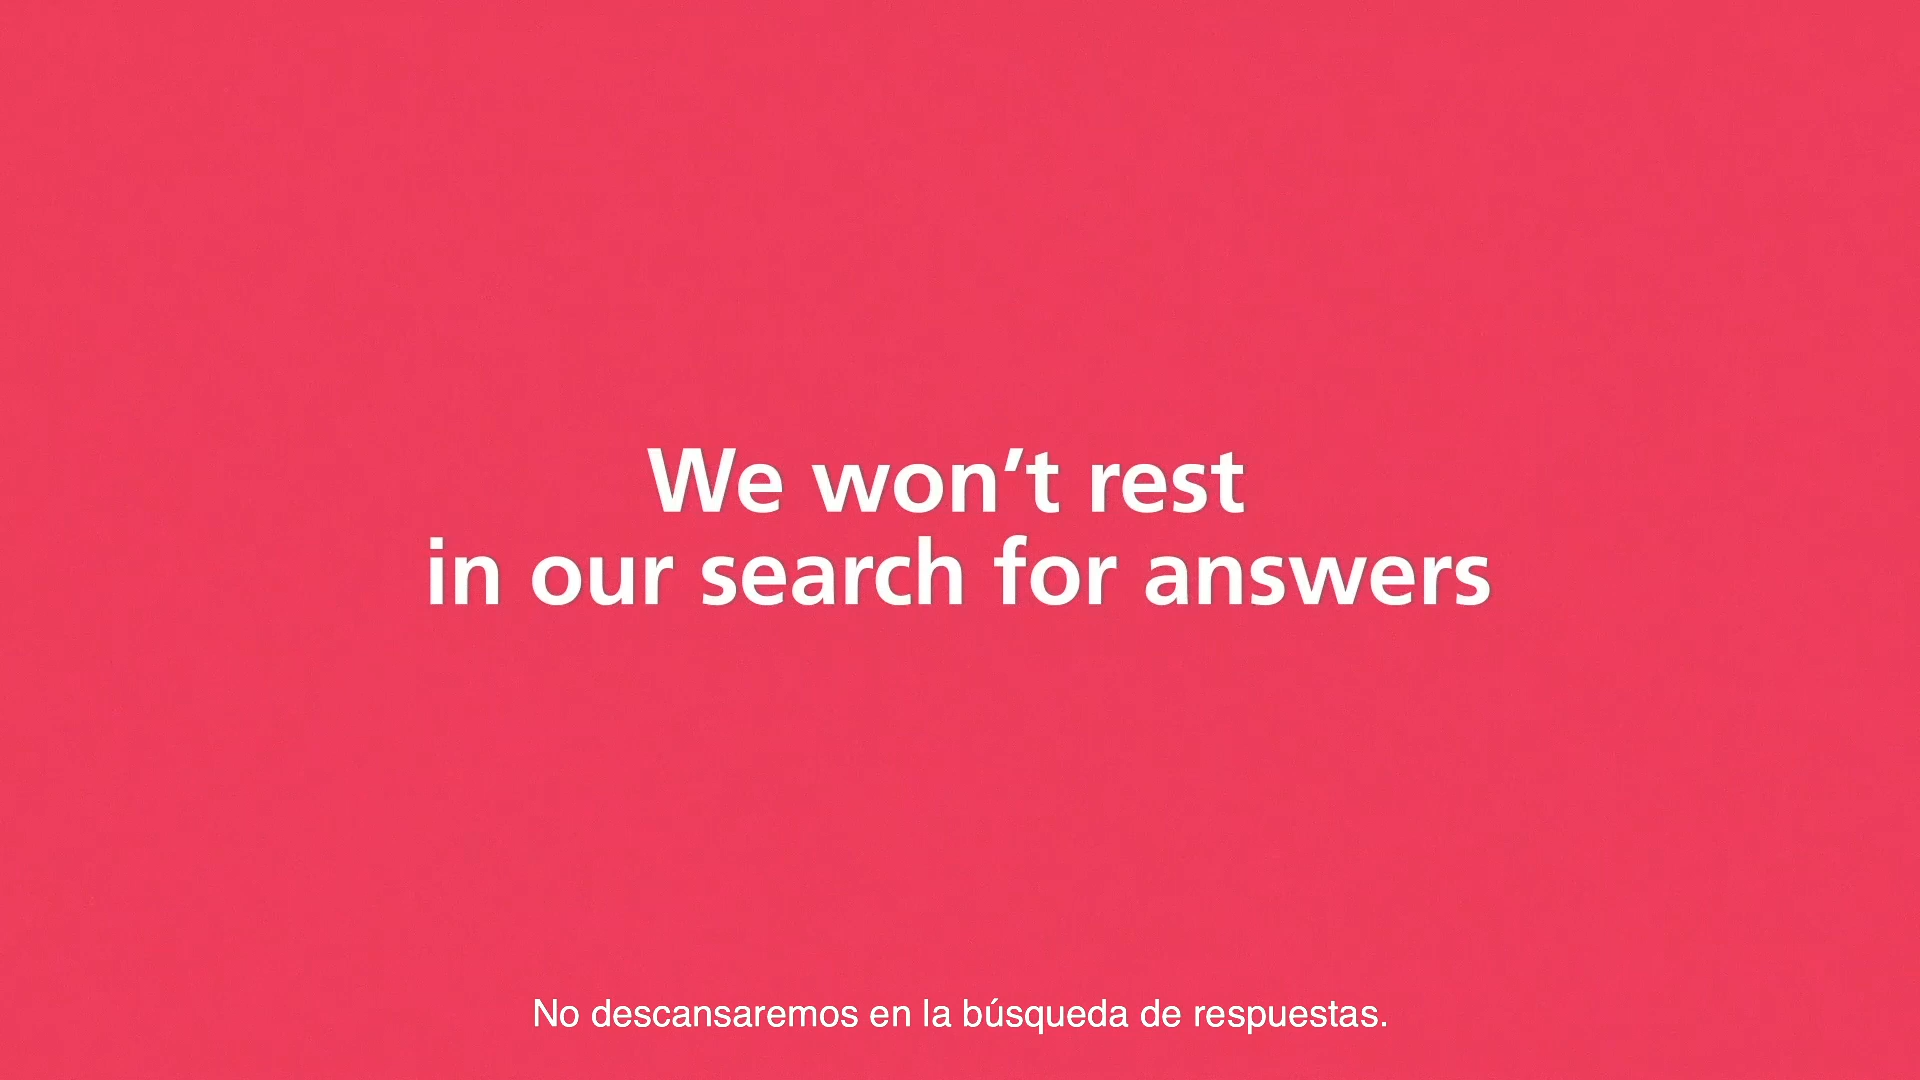 We won’t rest
in our search for answers
No descansaremos en la búsqueda de respuestas.